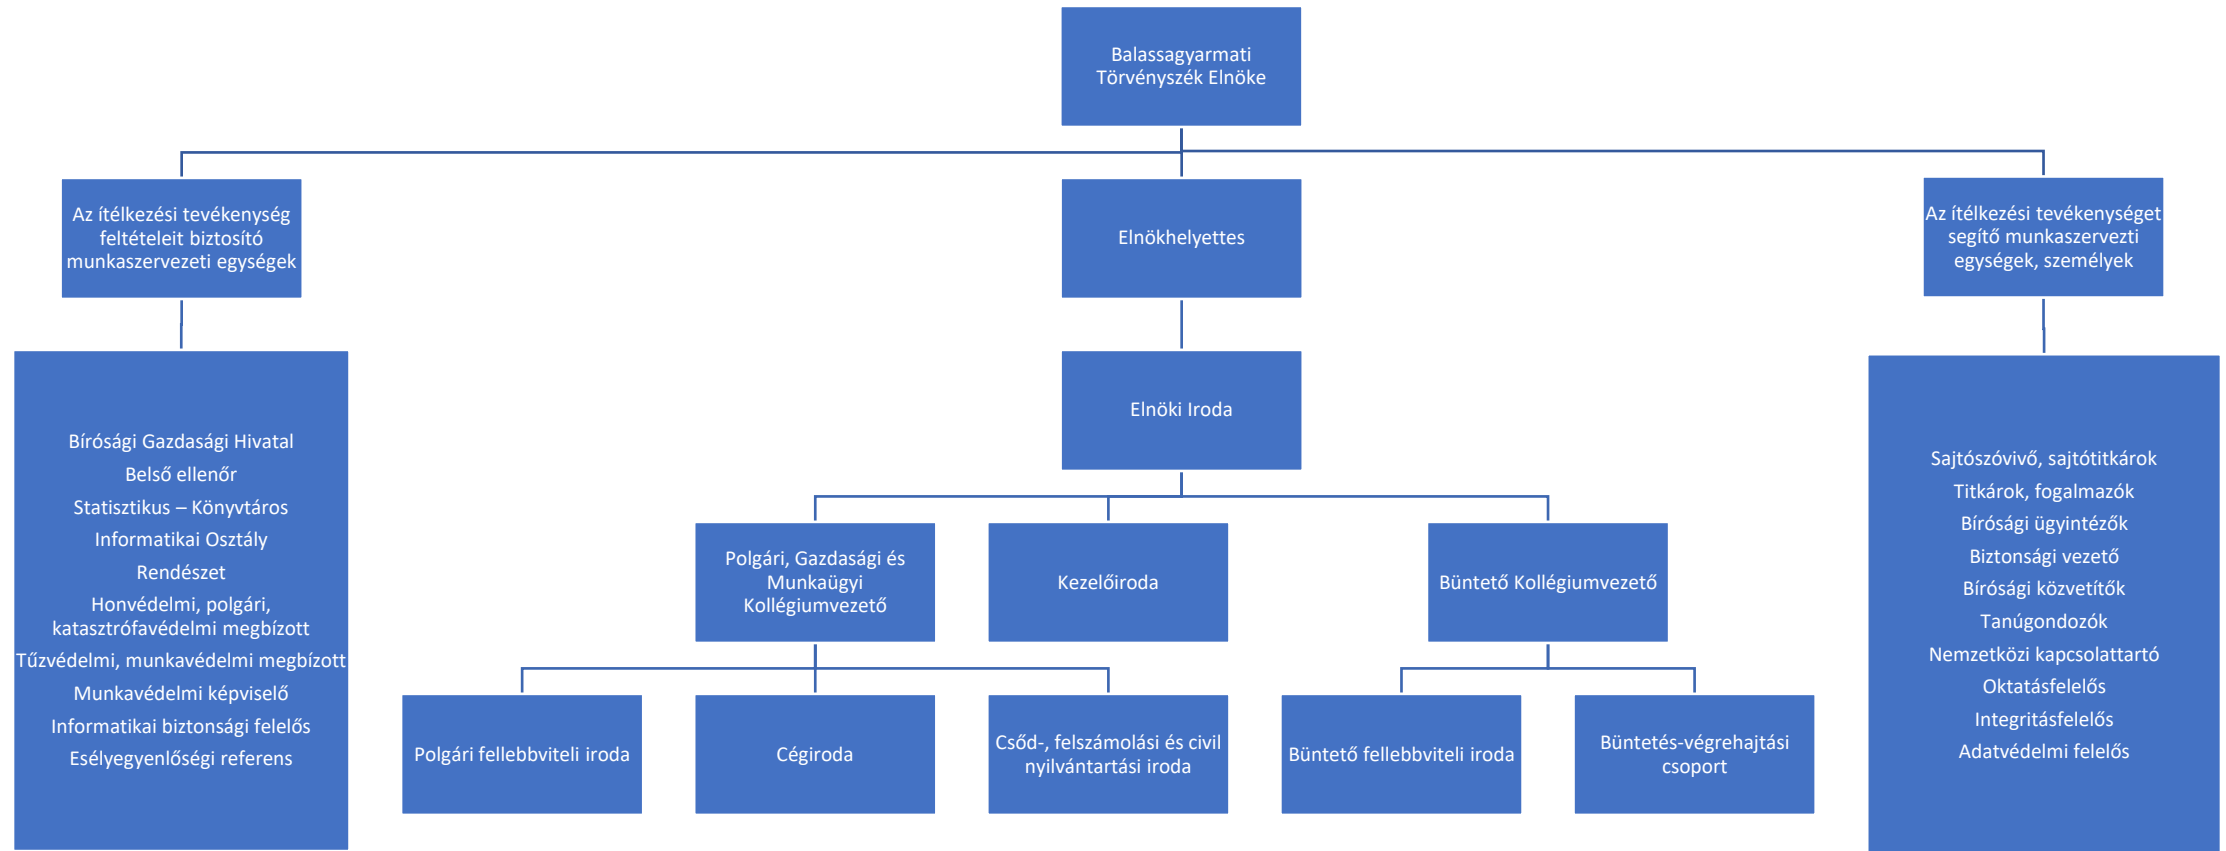 Balassagyarmati
Törvényszék Elnöke
Az ítélkezési tevékenység
feltételeit biztosító
munkaszervezeti egységek
Elnökhelyettes
Az ítélkezési tevékenységet
segítő munkaszervezti
egységek, személyek
Bírósági Gazdasági Hivatal
Belső ellenőr
Statisztikus – Könyvtáros
Informatikai Osztály
Rendészet
Honvédelmi, polgári,
katasztrófavédelmi megbízott
Tűzvédelmi, munkavédelmi megbízott
Munkavédelmi képviselő
Informatikai biztonsági felelős
Esélyegyenlőségi referens
Elnöki Iroda
Polgári, Gazdasági és
Munkaügyi
Kollégiumvezető
Kezelőiroda
Büntető Kollégiumvezető
Polgári fellebbviteli iroda
Cégiroda
Csőd-, felszámolási és civil
nyilvántartási iroda
Büntető fellebbviteli iroda
Büntetés-végrehajtási
csoport
Sajtószóvivő, sajtótitkárok
Titkárok, fogalmazók
Bírósági ügyintézők
Biztonsági vezető
Bírósági közvetítők
Tanúgondozók
Nemzetközi kapcsolattartó
Oktatásfelelős
Integritásfelelős
Adatvédelmi felelős